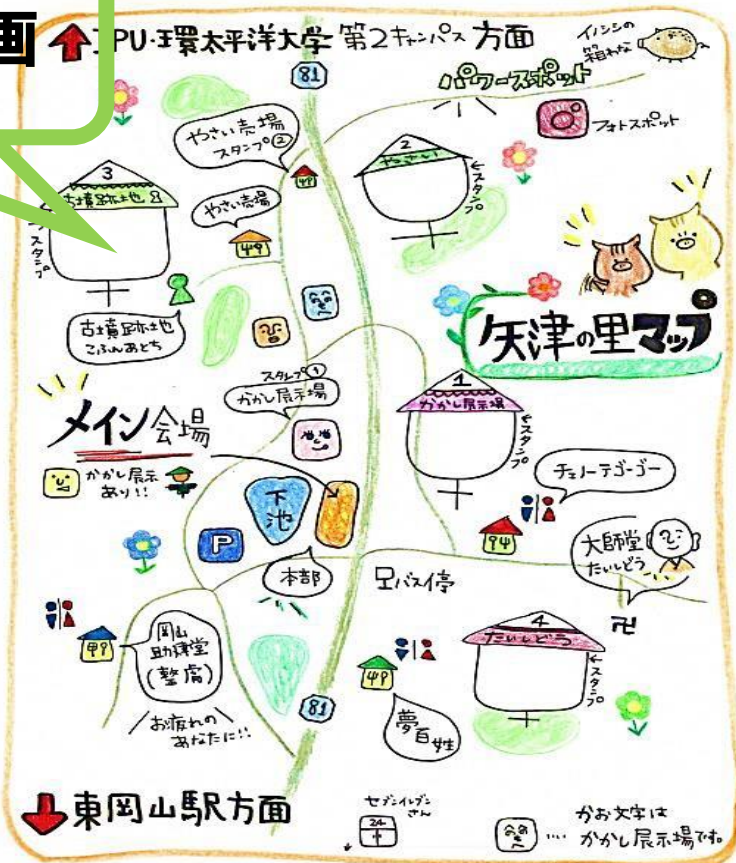 画
IPU・環太平洋大学 第2キャンパス 方面
イノシシの
箱わな
81
パワースポット
フォトスポット
やさい売場
スタンプ②
やさい売場
2
やさい
←スタンプ
3
古墳跡地
スタンプ
古墳跡地
こふんあとち
矢津の里マップ
スタンプ①
かかし展示場
メイン会場
かかし展示
あり!!
1
かかし展示場
←スタンプ
チェリーテゴーゴー
下池
P
本部
バス停
大師堂
たいしどう
卍
岡山
助律堂
お疲れの
あなたに!!
4
たいしどう
←スタンプ
夢百姓
81
東岡山駅方面
セブンイレブン
さん
24
かお文字は
かかし展示場です。